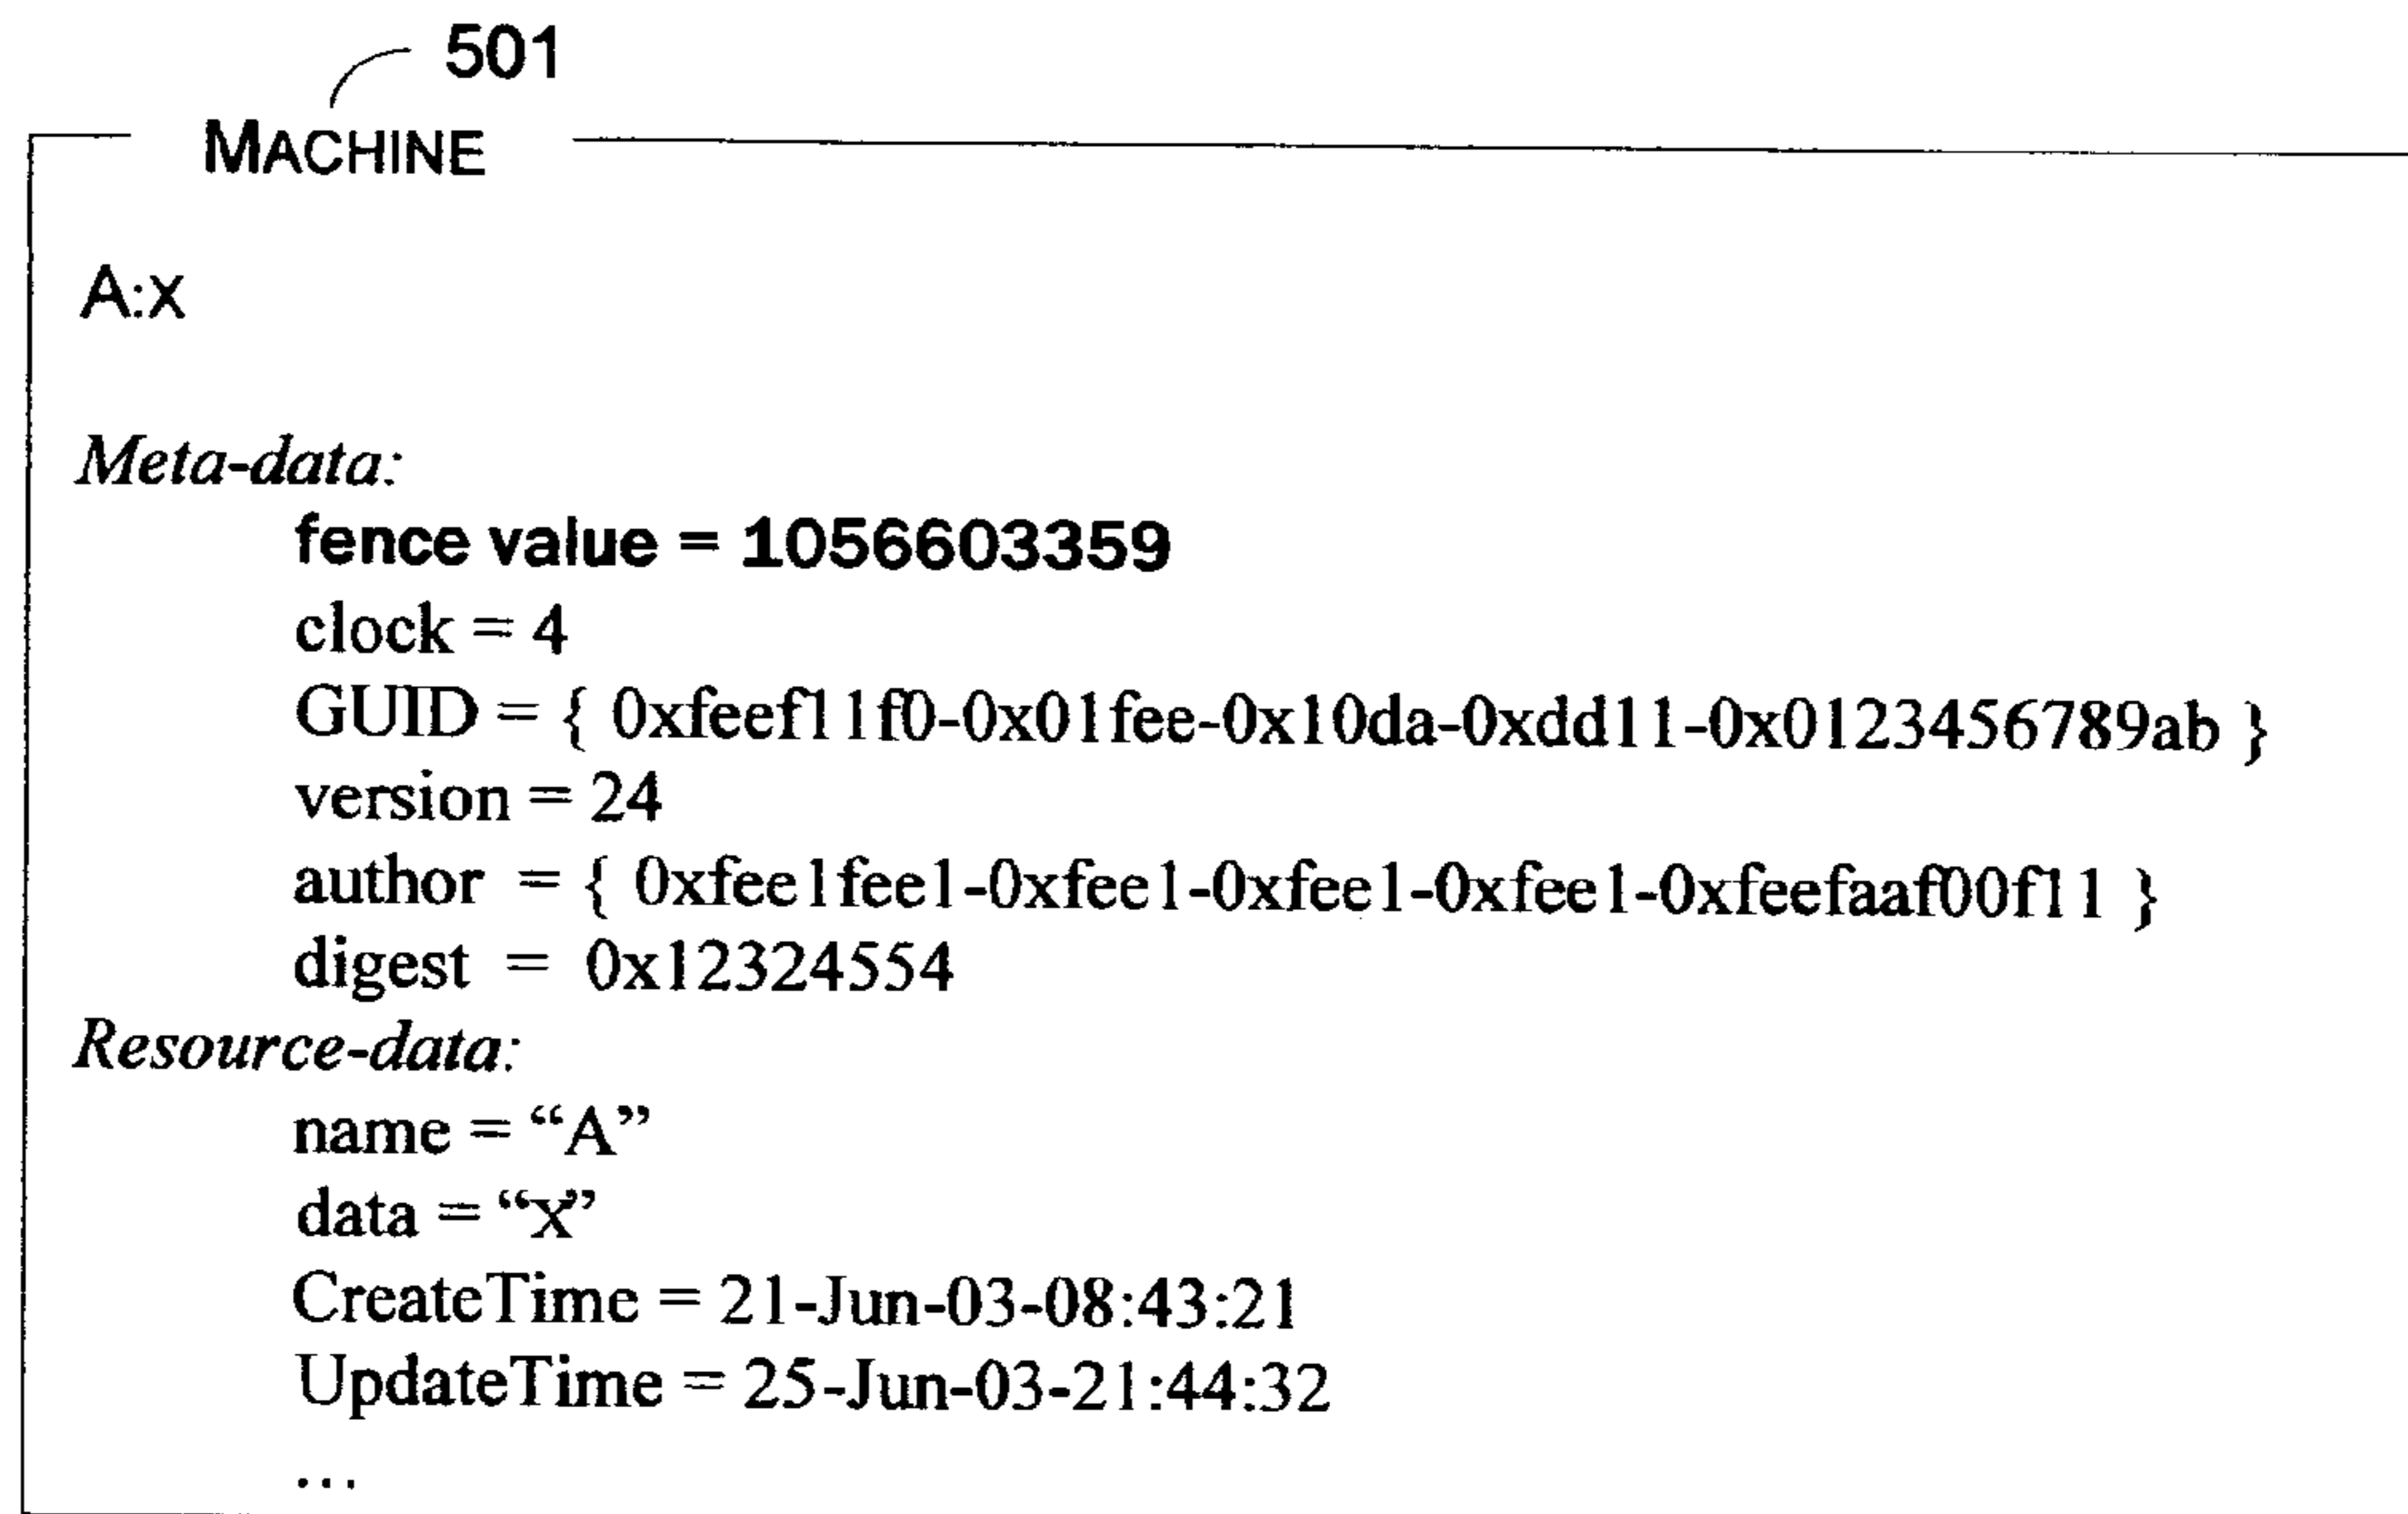 501
MACHINE
A:X
Meta-data:
fence value = 1056603359
clock = 4
GUID = { 0xfeef11f0-0x01fee-0x10da-0xdd11-0x0123456789ab }
version = 24
author = { 0xfee1fee1-0xfee1-0xfee1-0xfee1-0xfeefaaf00f11 }
digest = 0x12324554
Resource-data:
name = “A”
data = “x”
CreateTime = 21-Jun-03-08:43:21
UpdateTime = 25-Jun-03-21:44:32
...